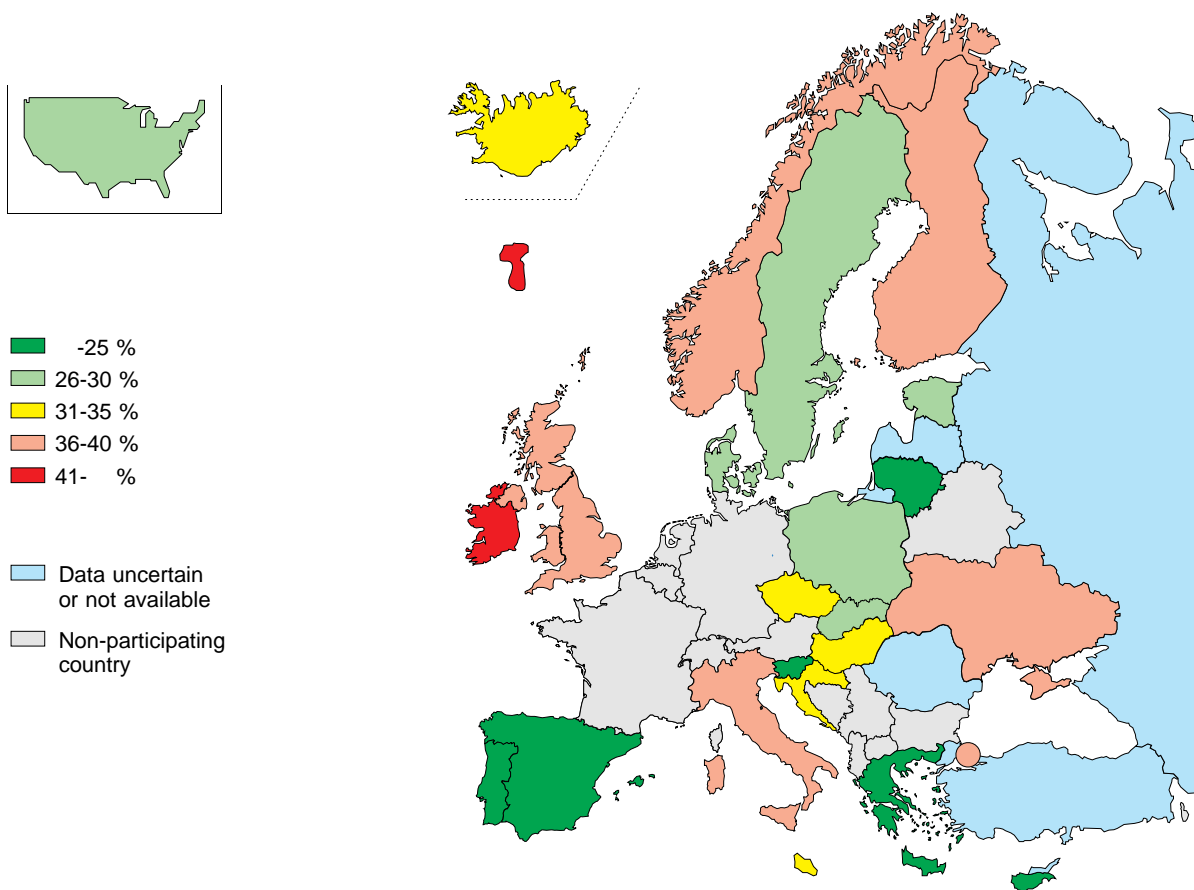 -25 %
26-30 %
31-35 %
36-40 %
41- %
Data uncertain
or not available
Non-participating
country